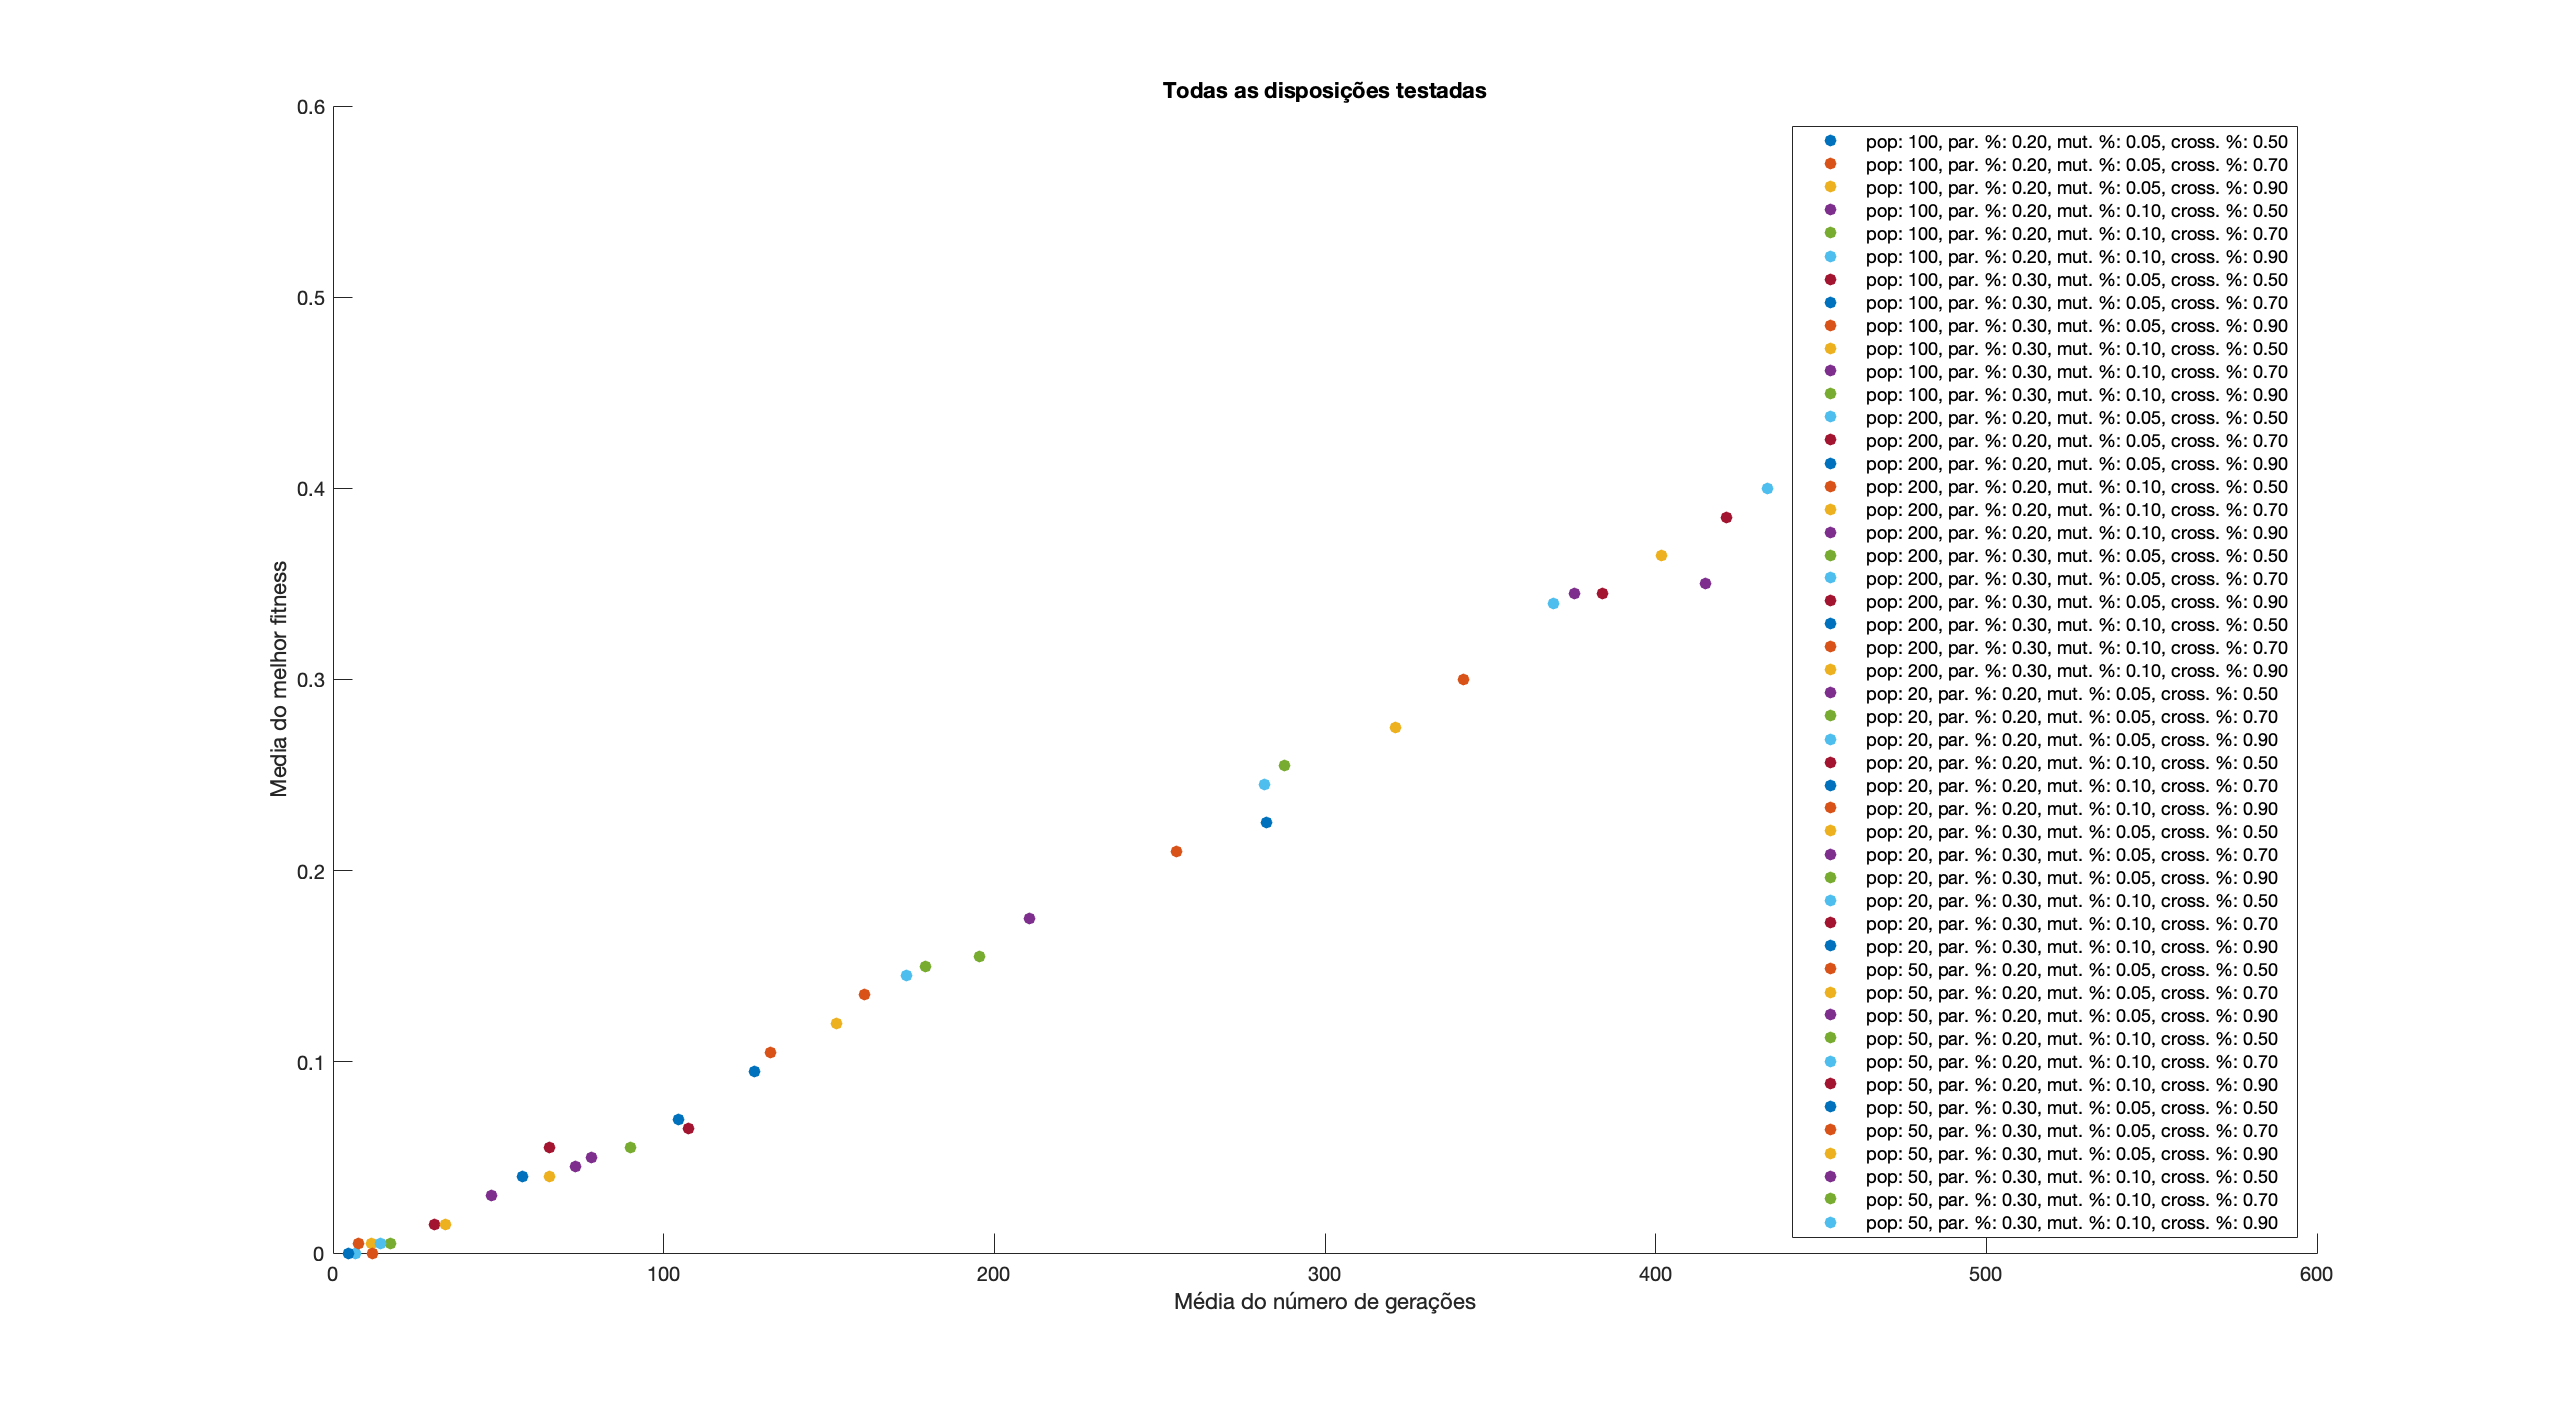 Todas as disposições testadas
0.6
0.5
0.4
0.3
0.2
0.1
0
Media do melhor fitness
0 100 200 300 400 500 600
Média do número de gerações
pop: 100, par. %: 0.20, mut. %: 0.05, cross. %: 0.50
pop: 100, par. %: 0.20, mut. %: 0.05, cross. %: 0.70
pop: 100, par. %: 0.20, mut. %: 0.05, cross. %: 0.90
pop: 100, par. %: 0.20, mut. %: 0.10, cross. %: 0.50
pop: 100, par. %: 0.20, mut. %: 0.10, cross. %: 0.70
pop: 100, par. %: 0.20, mut. %: 0.10, cross. %: 0.90
pop: 100, par. %: 0.30, mut. %: 0.05, cross. %: 0.50
pop: 100, par. %: 0.30, mut. %: 0.05, cross. %: 0.70
pop: 100, par. %: 0.30, mut. %: 0.05, cross. %: 0.90
pop: 100, par. %: 0.30, mut. %: 0.10, cross. %: 0.50
pop: 100, par. %: 0.30, mut. %: 0.10, cross. %: 0.70
pop: 100, par. %: 0.30, mut. %: 0.10, cross. %: 0.90
pop: 200, par. %: 0.20, mut. %: 0.05, cross. %: 0.50
pop: 200, par. %: 0.20, mut. %: 0.05, cross. %: 0.70
pop: 200, par. %: 0.20, mut. %: 0.05, cross. %: 0.90
pop: 200, par. %: 0.20, mut. %: 0.10, cross. %: 0.50
pop: 200, par. %: 0.20, mut. %: 0.10, cross. %: 0.70
pop: 200, par. %: 0.20, mut. %: 0.10, cross. %: 0.90
pop: 200, par. %: 0.30, mut. %: 0.05, cross. %: 0.50
pop: 200, par. %: 0.30, mut. %: 0.05, cross. %: 0.70
pop: 200, par. %: 0.30, mut. %: 0.05, cross. %: 0.90
pop: 200, par. %: 0.30, mut. %: 0.10, cross. %: 0.50
pop: 200, par. %: 0.30, mut. %: 0.10, cross. %: 0.70
pop: 200, par. %: 0.30, mut. %: 0.10, cross. %: 0.90
pop: 20, par. %: 0.20, mut. %: 0.05, cross. %: 0.50
pop: 20, par. %: 0.20, mut. %: 0.05, cross. %: 0.70
pop: 20, par. %: 0.20, mut. %: 0.05, cross. %: 0.90
pop: 20, par. %: 0.20, mut. %: 0.10, cross. %: 0.50
pop: 20, par. %: 0.20, mut. %: 0.10, cross. %: 0.70
pop: 20, par. %: 0.20, mut. %: 0.10, cross. %: 0.90
pop: 20, par. %: 0.30, mut. %: 0.05, cross. %: 0.50
pop: 20, par. %: 0.30, mut. %: 0.05, cross. %: 0.70
pop: 20, par. %: 0.30, mut. %: 0.05, cross. %: 0.90
pop: 20, par. %: 0.30, mut. %: 0.10, cross. %: 0.50
pop: 20, par. %: 0.30, mut. %: 0.10, cross. %: 0.70
pop: 20, par. %: 0.30, mut. %: 0.10, cross. %: 0.90
pop: 50, par. %: 0.20, mut. %: 0.05, cross. %: 0.50
pop: 50, par. %: 0.20, mut. %: 0.05, cross. %: 0.70
pop: 50, par. %: 0.20, mut. %: 0.05, cross. %: 0.90
pop: 50, par. %: 0.20, mut. %: 0.10, cross. %: 0.50
pop: 50, par. %: 0.20, mut. %: 0.10, cross. %: 0.70
pop: 50, par. %: 0.20, mut. %: 0.10, cross. %: 0.90
pop: 50, par. %: 0.30, mut. %: 0.05, cross. %: 0.50
pop: 50, par. %: 0.30, mut. %: 0.05, cross. %: 0.70
pop: 50, par. %: 0.30, mut. %: 0.05, cross. %: 0.90
pop: 50, par. %: 0.30, mut. %: 0.10, cross. %: 0.50
pop: 50, par. %: 0.30, mut. %: 0.10, cross. %: 0.70
pop: 50, par. %: 0.30, mut. %: 0.10, cross. %: 0.90